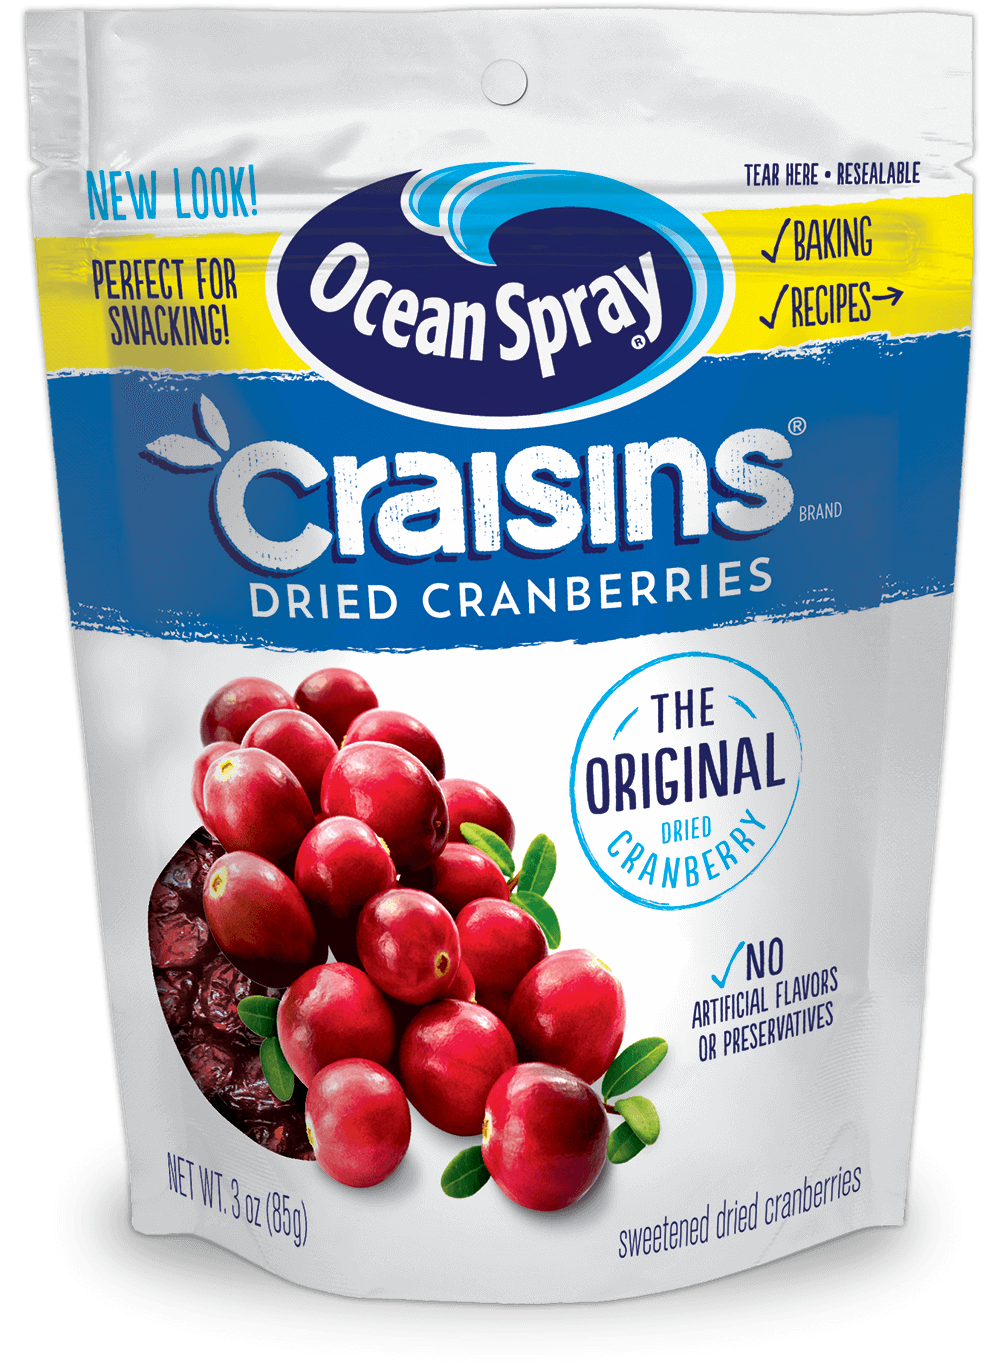 TEAR HERE • RESEALABLE
NEW LOOK!
PERFECT FOR
SNACKING!
Ocean Spray®
✓ BAKING
✓ RECIPES→
Craisins®
BRAND
DRIED CRANBERRIES
THE
ORIGINAL
DRIED
CRANBERRY
✓ NO
ARTIFICIAL FLAVORS
OR PRESERVATIVES
NET WT. 3 oz (85g)
sweetened dried cranberries